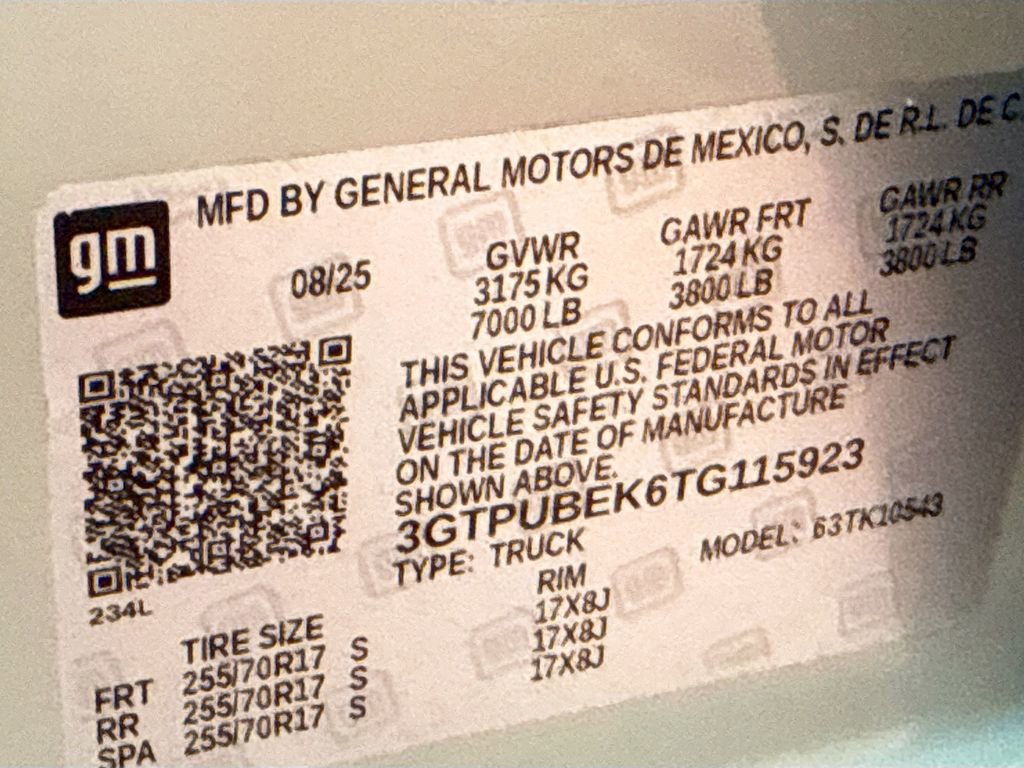 MFD BY GENERAL MOTORS DE MEXICO, S. DE R.L. DE C.
gm
08/25 GVWR GAWR FRT GAWR RR
3175 KG 1724 KG 1724 KG
7000 LB 3800 LB 3800 LB
THIS VEHICLE CONFORMS TO ALL
APPLICABLE U.S. FEDERAL MOTOR
VEHICLE SAFETY STANDARDS IN EFFECT
ON THE DATE OF MANUFACTURE
SHOWN ABOVE.
3GTPUBEK6TG115923
TYPE: TRUCK MODEL: 63TK10543
234L
TIRE SIZE RIM
FRT 255/70R17 S 17X8J
RR 255/70R17 S 17X8J
SPA 255/70R17 S 17X8J